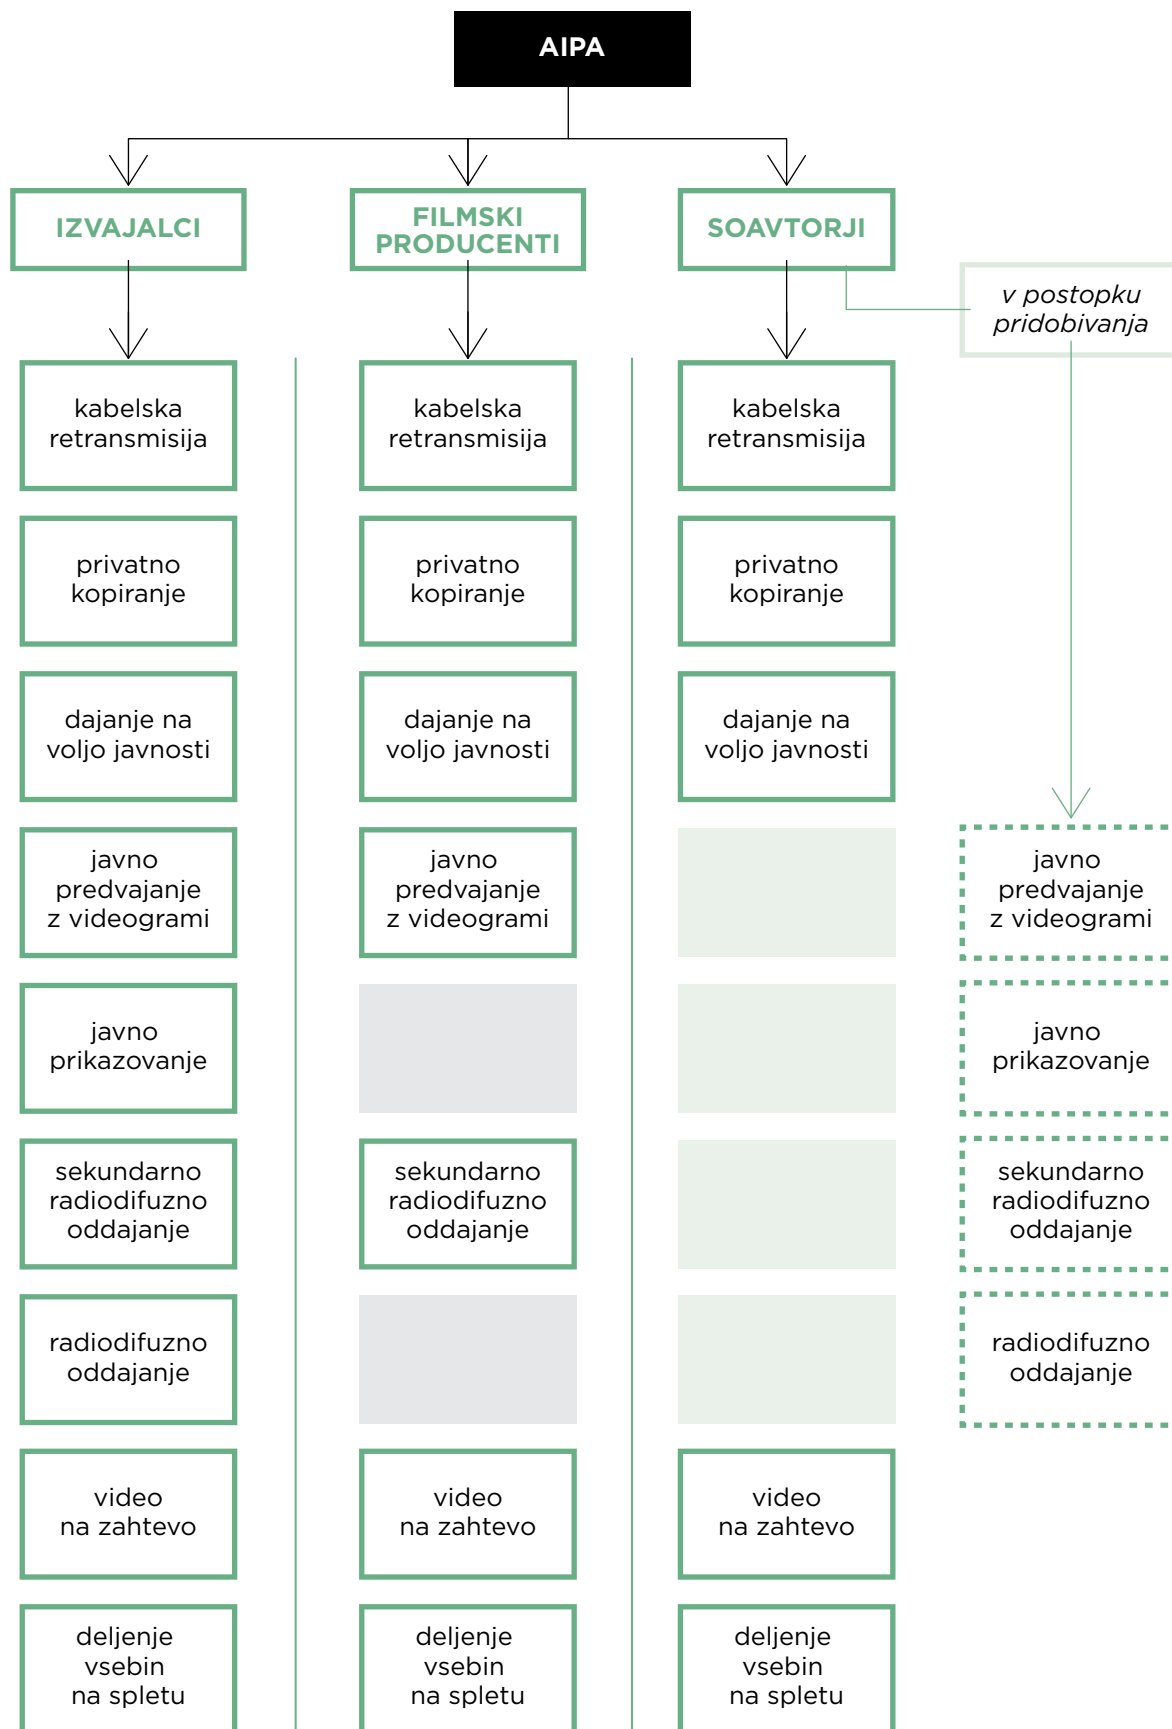 AIPA
IZVAJALCI
FILMSKI
PRODUCENTI
SOAVTORJI
v postopku
pridobivanja
kabelska
retransmisija
kabelska
retransmisija
kabelska
retransmisija
privatno
kopiranje
privatno
kopiranje
privatno
kopiranje
dajanje na
voljo javnosti
dajanje na
voljo javnosti
dajanje na
voljo javnosti
javno
predvajanje
z videogrami
javno
predvajanje
z videogrami
javno
predvajanje
z videogrami
javno
prikazovanje
javno
prikazovanje
sekundarno
radiodifuzno
oddajanje
sekundarno
radiodifuzno
oddajanje
sekundarno
radiodifuzno
oddajanje
radiodifuzno
oddajanje
radiodifuzno
oddajanje
video
na zahtevo
video
na zahtevo
video
na zahtevo
deljenje
vsebin
na spletu
deljenje
vsebin
na spletu
deljenje
vsebin
na spletu